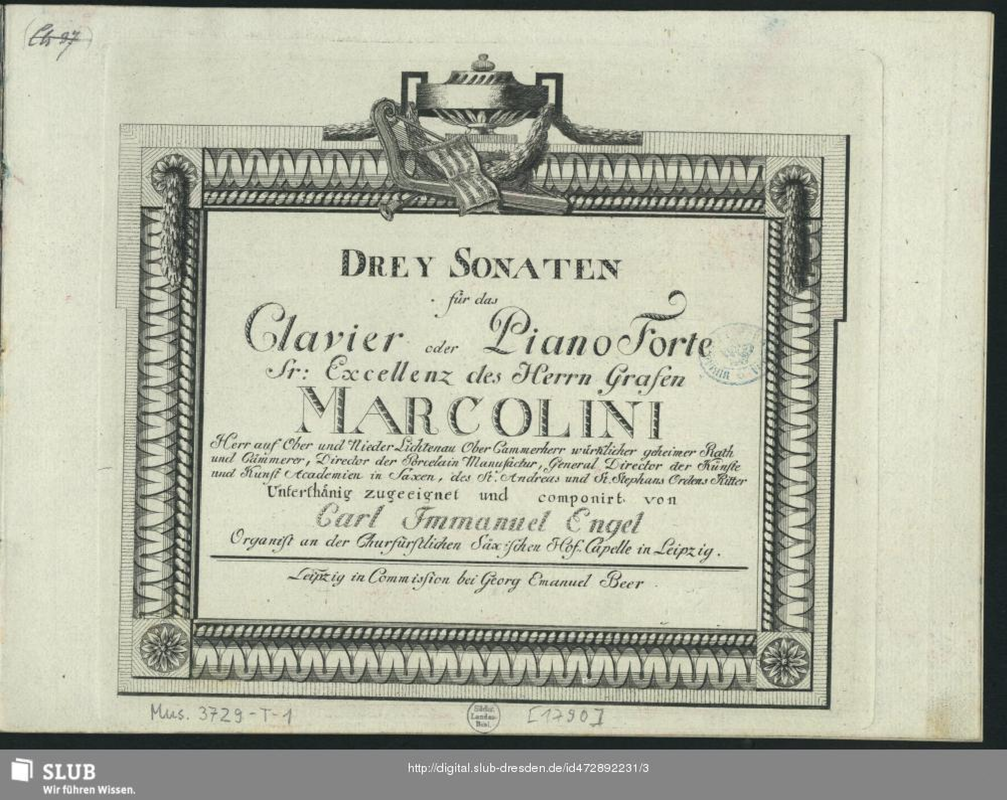 DREY SONATEN
für das
Clavier oder Piano Forte
Sr: Excellenz des Herrn Grafen
MARCOLINI
Herr auf Ober und Nieder Lichtenau Ober Cammerherr würklicher geheimer Rath
und Cämmerer, Director der Porcelain Manufactur, General Director der Künste
und Kunst Academien in Saxen, des St. Andreas und St. Stephans Ordens Ritter
Unterthänig zugeeignet und componirt von
Carl Immanuel Engel
Organist an der Churfürstlichen Säxischen Hof-Capelle in Leipzig.
Leipzig in Commission bei Georg Emanuel Beer.
Mus. 3729-T-1
Sächs.
Landes-
Bibl.
[1790]
SLUB
Wir führen Wissen.
http://digital.slub-dresden.de/id472892231/3